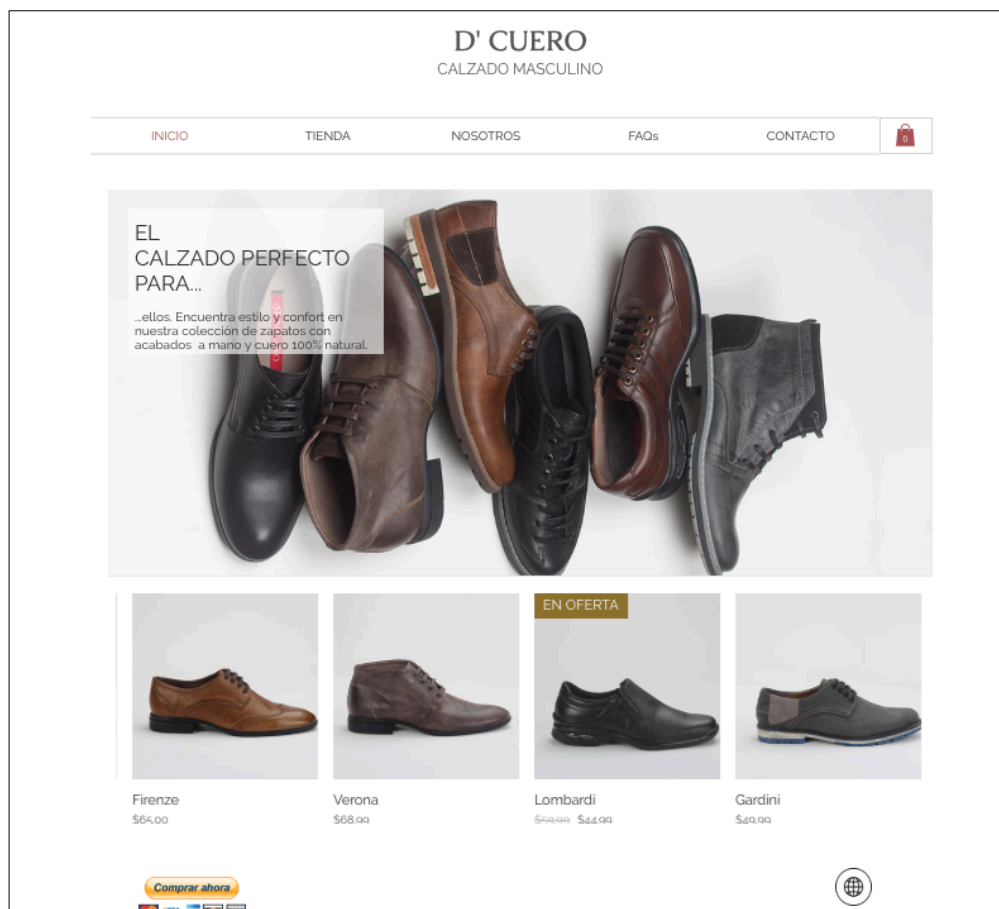 D' CUERO
CALZADO MASCULINO
INICIO TIENDA NOSOTROS FAQs CONTACTO 0
EL
CALZADO PERFECTO
PARA...
...ellos. Encuentra estilo y confort en
nuestra colección de zapatos con
acabados a mano y cuero 100% natural.
EN OFERTA
Firenze Verona Lombardi Gardini
$65.00 $68.99 $59.99 $44.99 $49.99
Comprar ahora